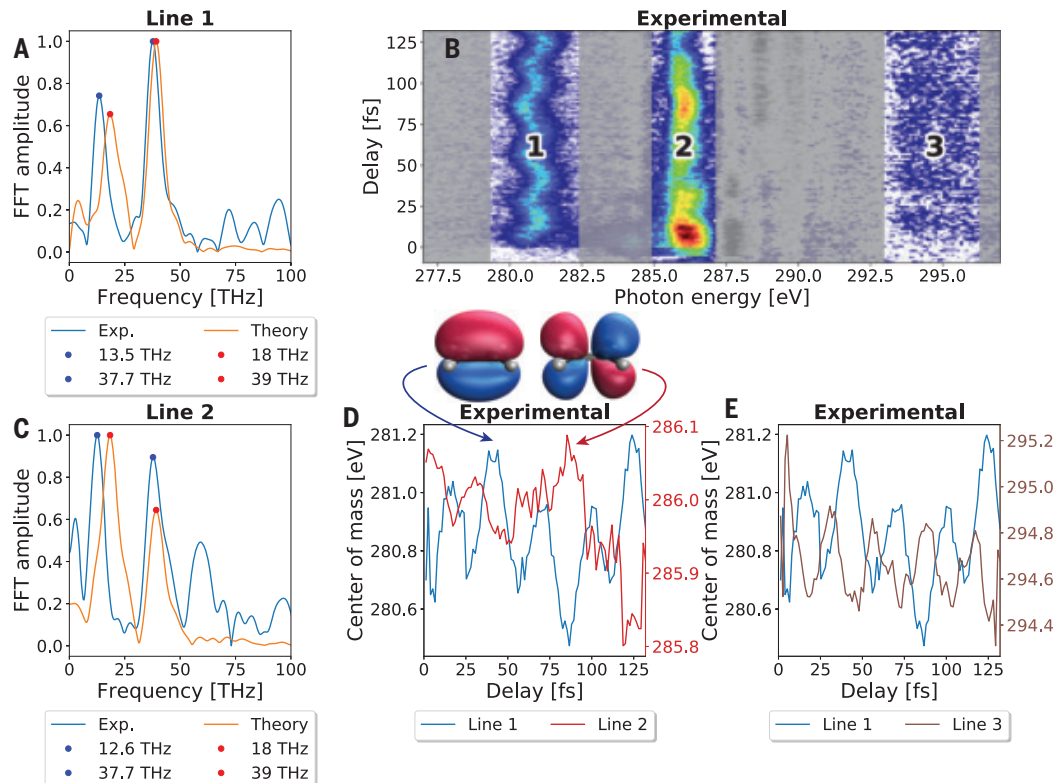 Line 1
A
FFT amplitude
1.0
0.8
0.6
0.4
0.2
0.0
0 25 50 75 100
Frequency [THz]
Exp. Theory
13.5 THz 18 THz
37.7 THz 39 THz
Experimental
B
Delay [fs]
125
100
75
50
25
0
1 2 3
277.5 280.0 282.5 285.0 287.5 290.0 292.5 295.0
Photon energy [eV]
Line 2
C
FFT amplitude
1.0
0.8
0.6
0.4
0.2
0.0
0 25 50 75 100
Frequency [THz]
Exp. Theory
12.6 THz 18 THz
37.7 THz 39 THz
D
Experimental
Center of mass [eV]
281.2
281.0
280.8
280.6
286.1
286.0
285.9
285.8
0 25 50 75 100 125
Delay [fs]
Line 1 Line 2
E
Experimental
Center of mass [eV]
281.2
281.0
280.8
280.6
295.2
295.0
294.8
294.6
294.4
0 25 50 75 100 125
Delay [fs]
Line 1 Line 3